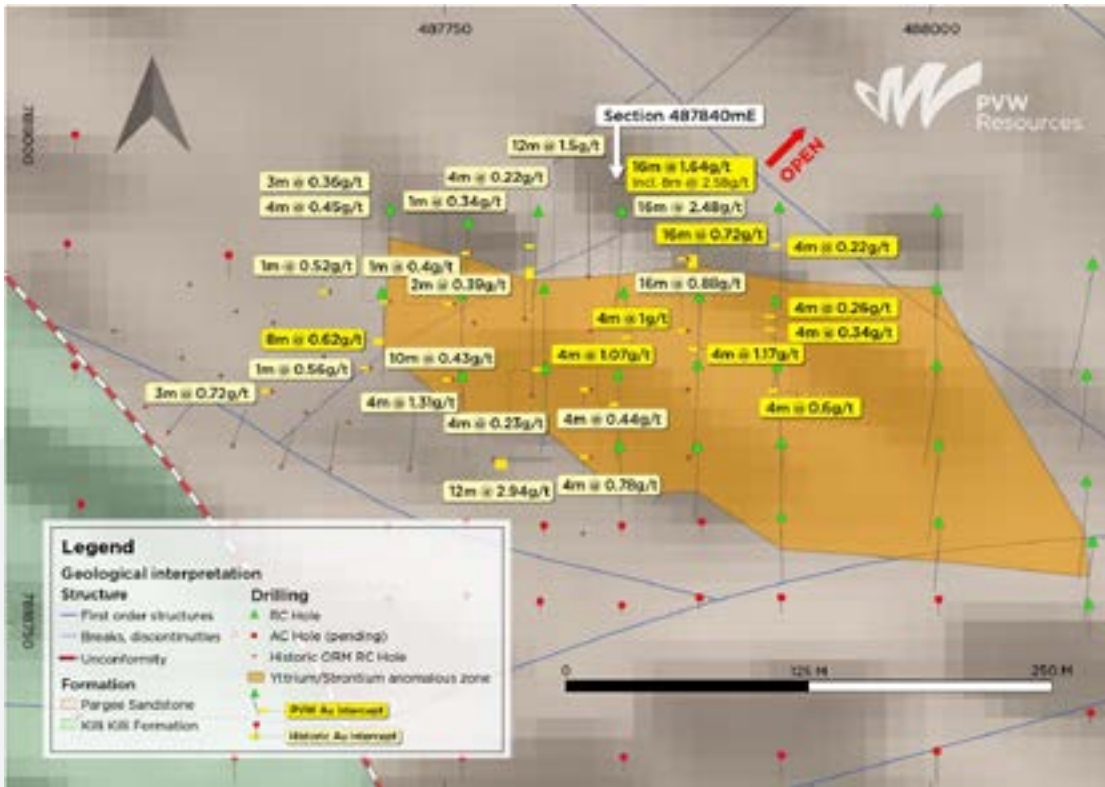 487750
488000
7819000
PVW
Resources
Section 487840mE
OPEN
12m @ 1.5g/t
16m @ 1.64g/t
Incl. 8m @ 2.58g/t
3m @ 0.36g/t
4m @ 0.22g/t
4m @ 0.45g/t
1m @ 0.34g/t
16m @ 2.48g/t
16m @ 0.72g/t
4m @ 0.22g/t
1m @ 0.52g/t
1m @ 0.4g/t
2m @ 0.39g/t
16m @ 0.88g/t
4m @ 0.26g/t
4m @ 1g/t
4m @ 0.34g/t
8m @ 0.62g/t
10m @ 0.43g/t
4m @ 1.07g/t
4m @ 1.17g/t
1m @ 0.56g/t
3m @ 0.72g/t
4m @ 1.31g/t
4m @ 0.23g/t
4m @ 0.44g/t
4m @ 0.6g/t
12m @ 2.94g/t
4m @ 0.78g/t
7818750
Legend
Geological interpretation
Structure
First order structures
Breaks, discontinuities
Unconformity
Formation
Pargee Sandstone
Killi Killi Formation
Drilling
RC Hole
AC Hole (pending)
Historic ORM RC Hole
Yttrium/Strontium anomalous zone
PVW Au Intercept
Historic Au Intercept
0
125 M
250 M